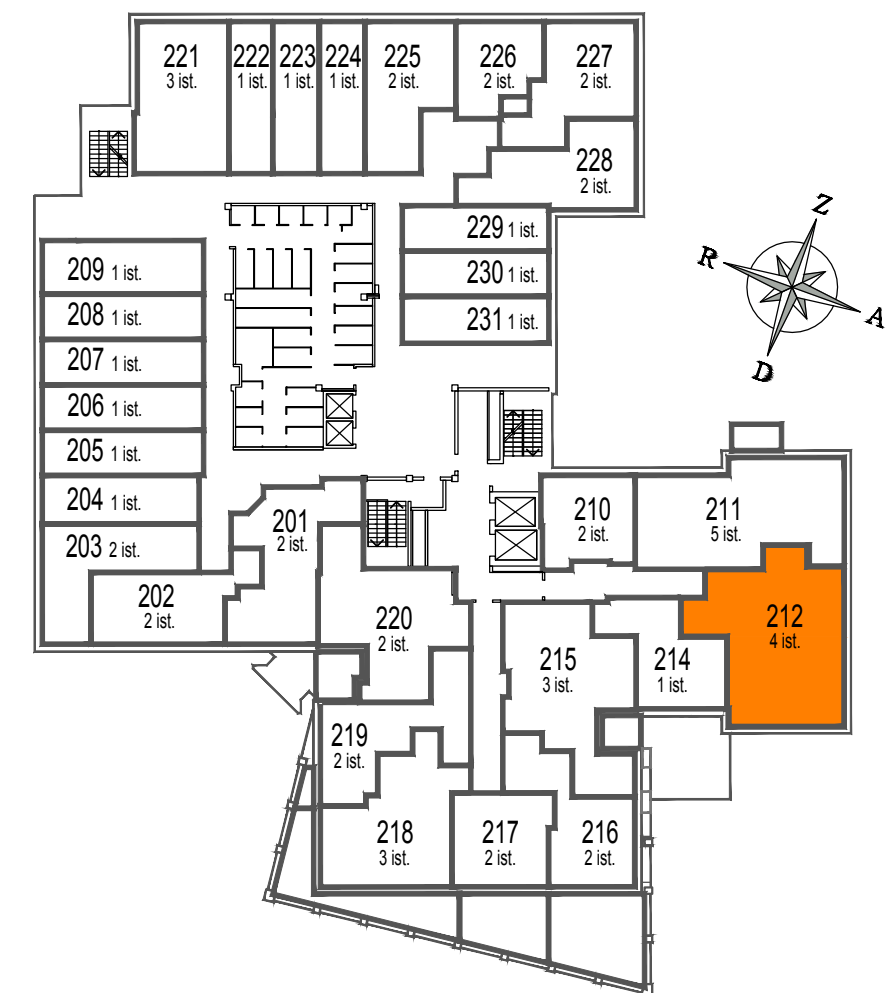 221
3 ist.
222
1 ist.
223
1 ist.
224
1 ist.
225
2 ist.
226
2 ist.
227
2 ist.
228
2 ist.
229 1 ist.
230 1 ist.
231 1 ist.
Z
R
A
D
209 1 ist.
208 1 ist.
207 1 ist.
206 1 ist.
205 1 ist.
204 1 ist.
203 2 ist.
202
2 ist.
201
2 ist.
210
2 ist.
211
5 ist.
212
4 ist.
220
2 ist.
215
3 ist.
214
1 ist.
219
2 ist.
218
3 ist.
217
2 ist.
216
2 ist.